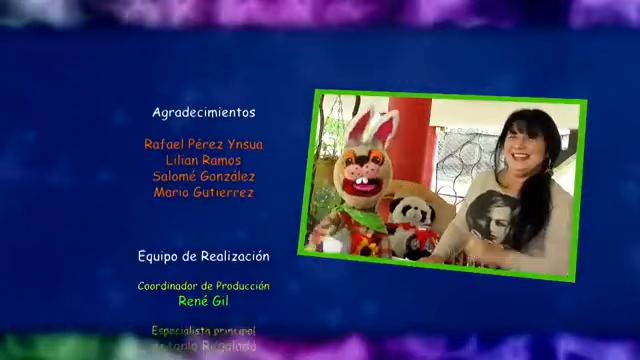 Agradecimientos
Rafael Pérez Ynsua
Lilian Ramos
Salomé González
Mario Gutierrez
Equipo de Realización
Coordinador de Producción
René Gil
Especialista principal